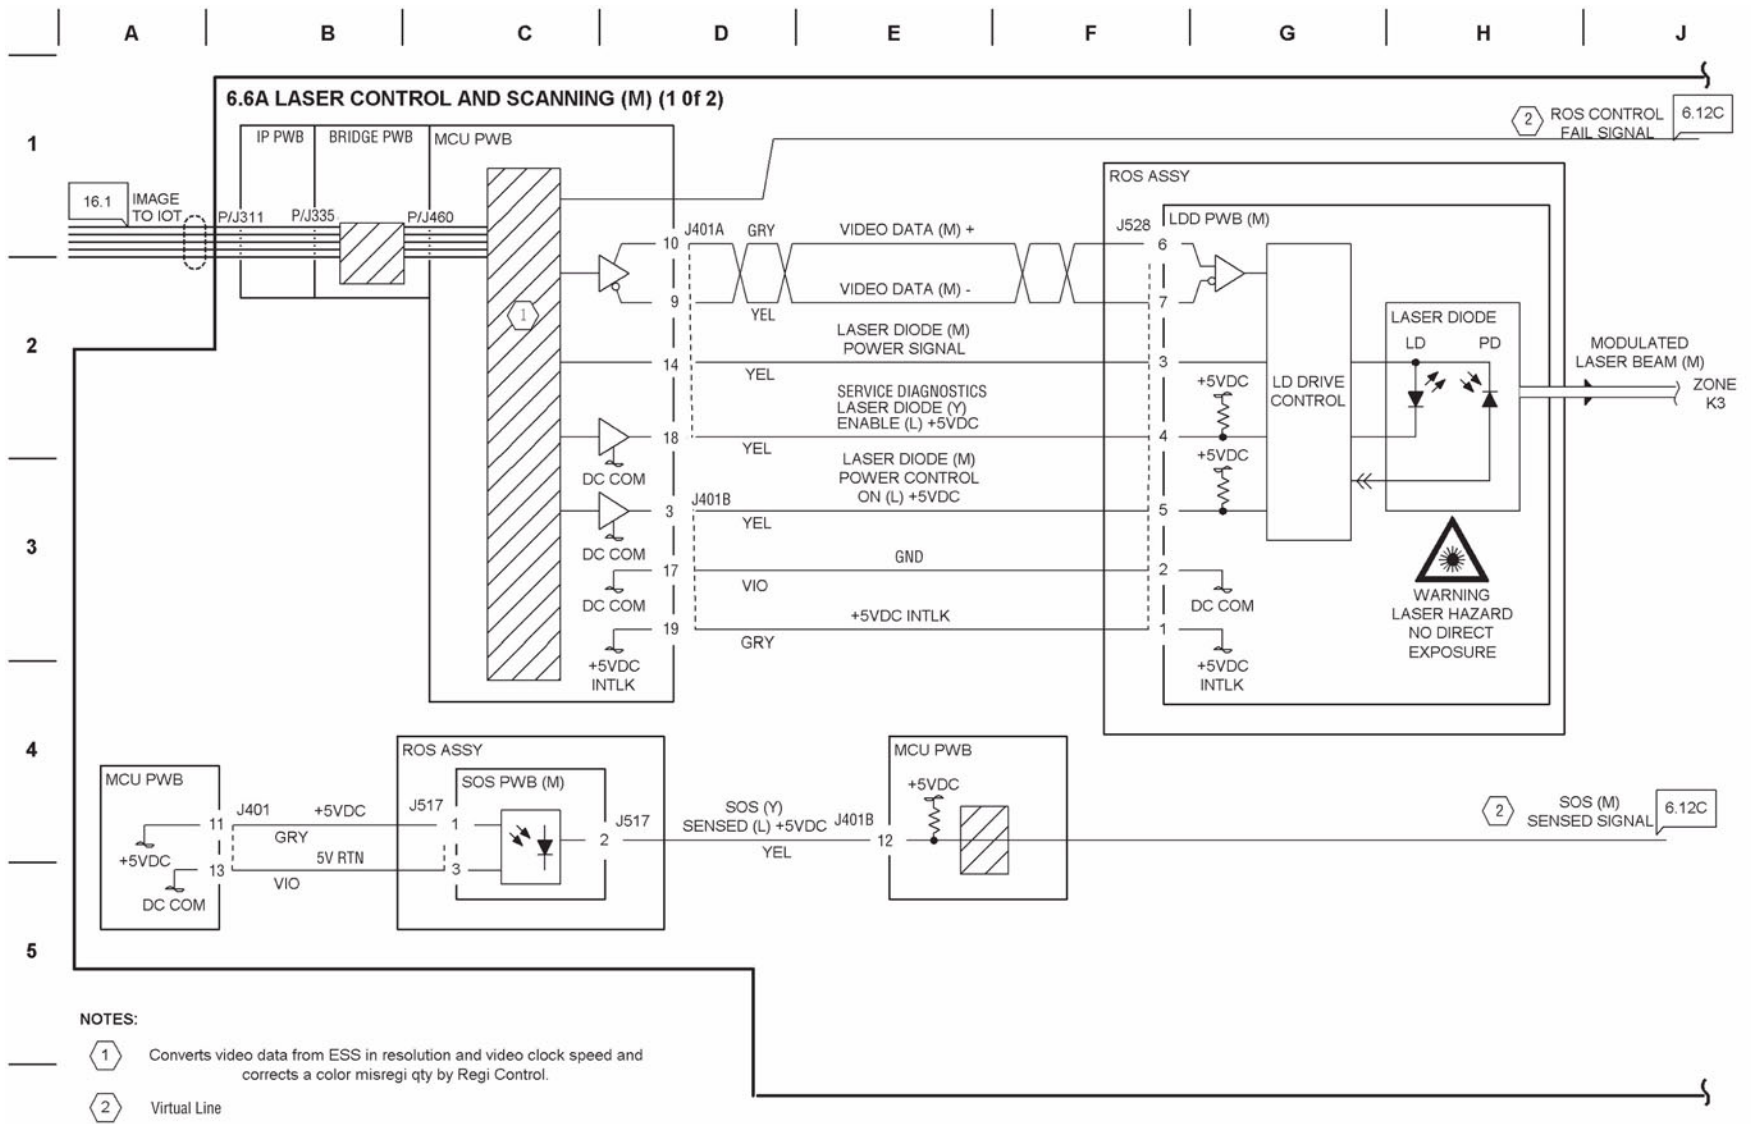 A B C D E F G H J
6.6A LASER CONTROL AND SCANNING (M) (1 0f 2)
1
2
3
4
5
2
ROS CONTROL
FAIL SIGNAL
6.12C
IP PWB
BRIDGE PWB
MCU PWB
16.1
IMAGE
TO IOT
P/J311
P/J335
P/J460
1
ROS ASSY
LDD PWB (M)
J401A
GRY
VIDEO DATA (M) +
J528
10
6
VIDEO DATA (M) -
9
7
YEL
LASER DIODE (M)
POWER SIGNAL
14
3
YEL
SERVICE DIAGNOSTICS
LASER DIODE (Y)
ENABLE (L) +5VDC
18
4
YEL
DC COM
LASER DIODE (M)
POWER CONTROL
ON (L) +5VDC
J401B
3
5
YEL
DC COM
GND
17
2
VIO
DC COM
+5VDC INTLK
19
1
GRY
+5VDC
INTLK
+5VDC
+5VDC
LD DRIVE
CONTROL
DC COM
+5VDC
INTLK
LASER DIODE
LD
PD
MODULATED
LASER BEAM (M)
ZONE
K3
WARNING
LASER HAZARD
NO DIRECT
EXPOSURE
MCU PWB
11
J401
+5VDC
J517
GRY
+5VDC
13
5V RTN
VIO
DC COM
ROS ASSY
SOS PWB (M)
1
3
2
J517
SOS (Y)
SENSED (L) +5VDC
J401B
YEL
MCU PWB
+5VDC
12
2
SOS (M)
SENSED SIGNAL
6.12C
NOTES:
1
Converts video data from ESS in resolution and video clock speed and
corrects a color misregi qty by Regi Control.
2
Virtual Line